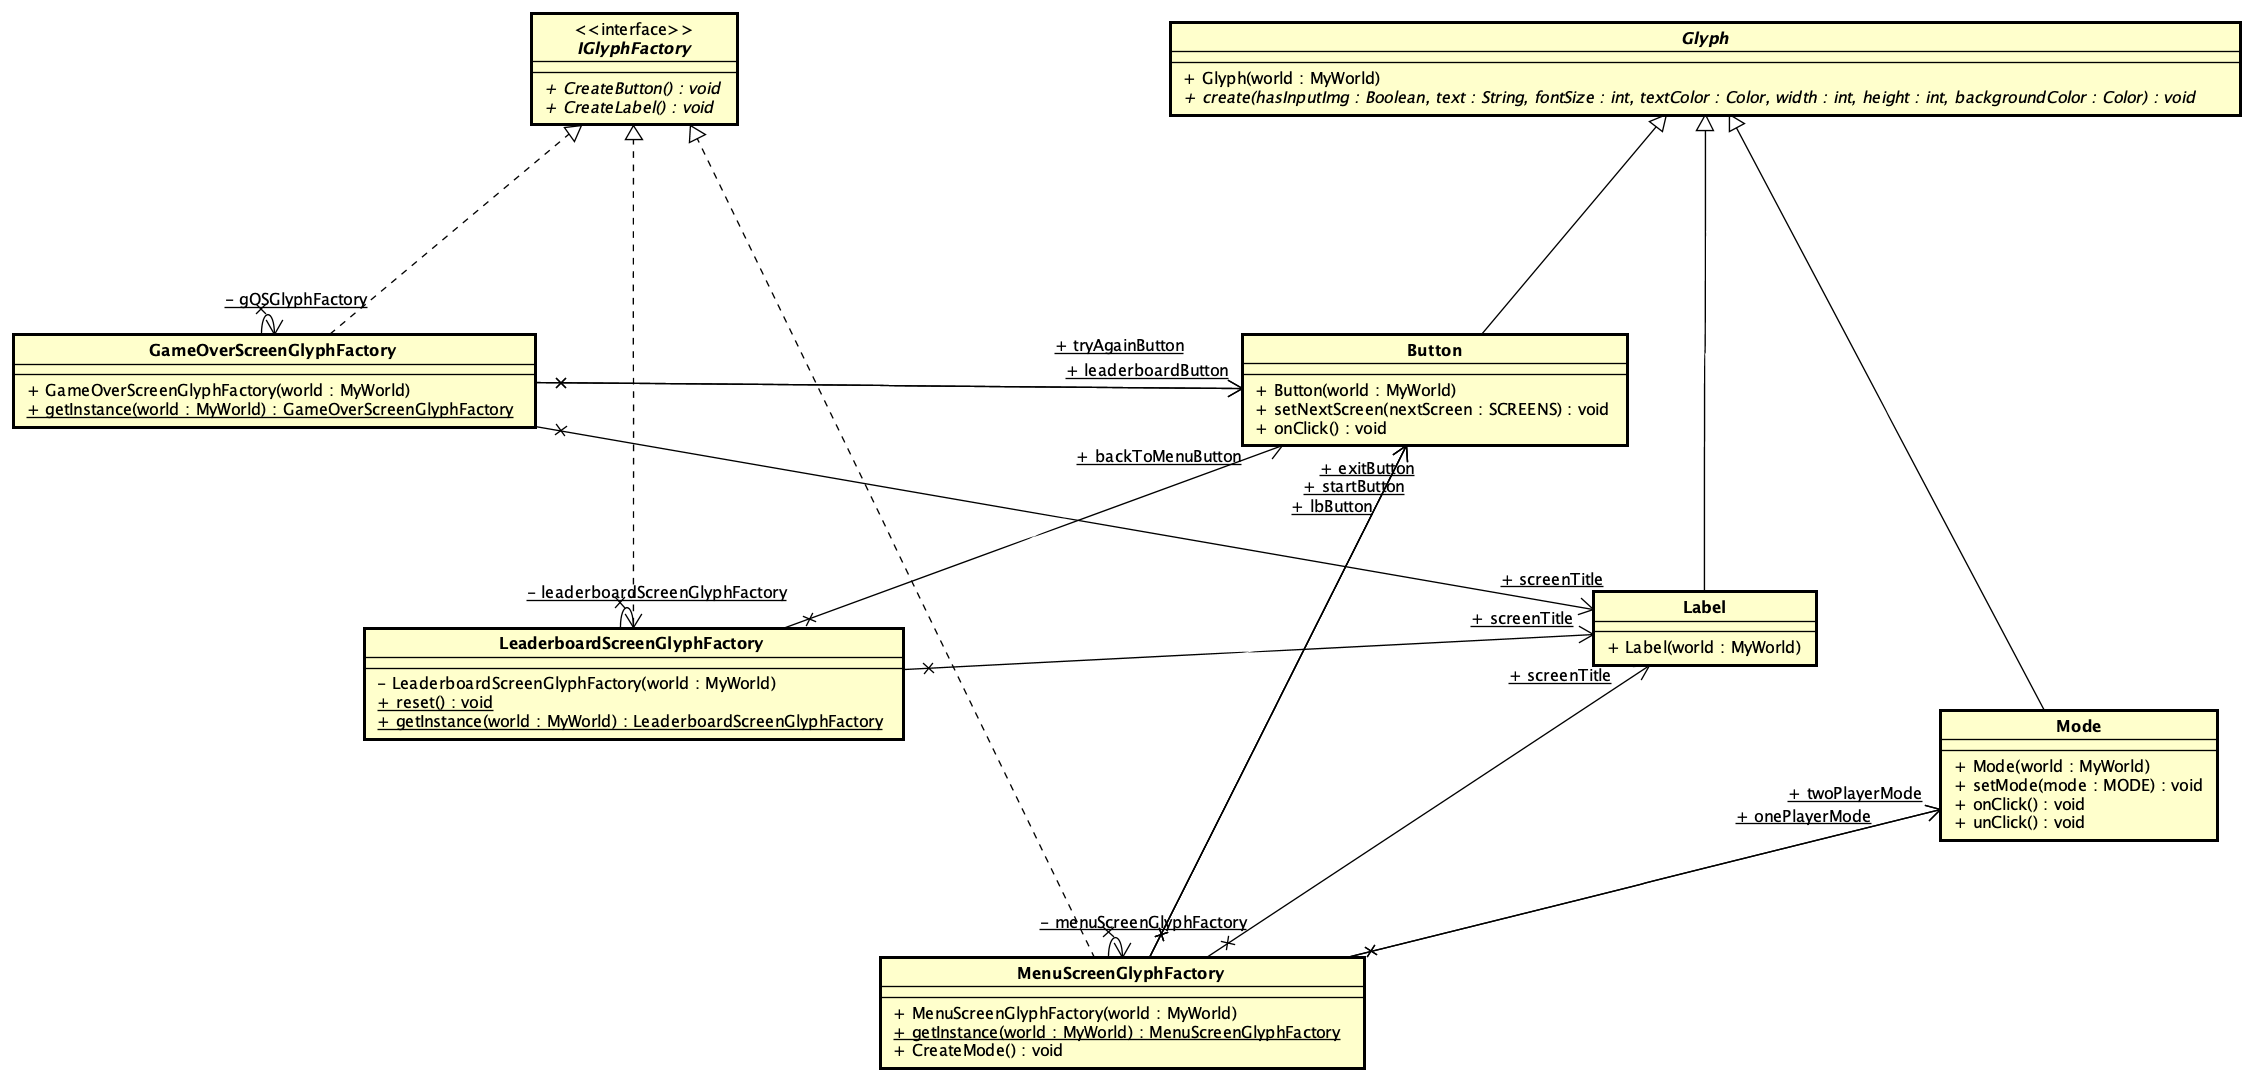 <<interface>>
IGlyphFactory
+ CreateButton() : void
+ CreateLabel() : void
Glyph
+ Glyph(world : MyWorld)
+ create(hasInputImg : Boolean, text : String, fontSize : int, textColor : Color, width : int, height : int, backgroundColor : Color) : void
- gOSGlyphFactory
GameOverScreenGlyphFactory
+ GameOverScreenGlyphFactory(world : MyWorld)
+ getInstance(world : MyWorld) : GameOverScreenGlyphFactory
+ tryAgainButton
+ leaderboardButton
Button
+ Button(world : MyWorld)
+ setNextScreen(nextScreen : SCREENS) : void
+ onClick() : void
+ backToMenuButton
+ exitButton
+ startButton
+ lbButton
- leaderboardScreenGlyphFactory
LeaderboardScreenGlyphFactory
- LeaderboardScreenGlyphFactory(world : MyWorld)
+ reset() : void
+ getInstance(world : MyWorld) : LeaderboardScreenGlyphFactory
+ screenTitle
+ screenTitle
+ screenTitle
Label
+ Label(world : MyWorld)
Mode
+ Mode(world : MyWorld)
+ setMode(mode : MODE) : void
+ onClick() : void
+ unClick() : void
+ twoPlayerMode
+ onePlayerMode
- menuScreenGlyphFactory
MenuScreenGlyphFactory
+ MenuScreenGlyphFactory(world : MyWorld)
+ getInstance(world : MyWorld) : MenuScreenGlyphFactory
+ CreateMode() : void